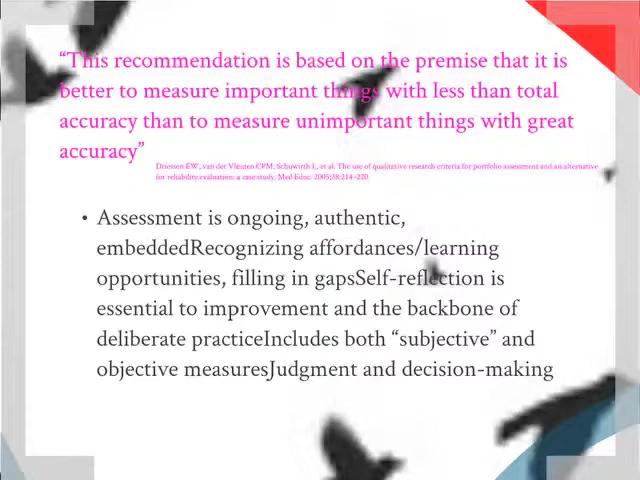 “This recommendation is based on the premise that it is
better to measure important things with less than total
accuracy than to measure unimportant things with great
accuracy”
Driessen EW, van der Vleuten CPM, Schuwirth L, et al. The use of qualitative research criteria for portfolio assessment and an alternative
for reliability evaluation: a case study. Med Educ. 2005;38:214–220
• Assessment is ongoing, authentic,
embeddedRecognizing affordances/learning
opportunities, filling in gapsSelf-reflection is
essential to improvement and the backbone of
deliberate practiceIncludes both “subjective” and
objective measuresJudgment and decision-making